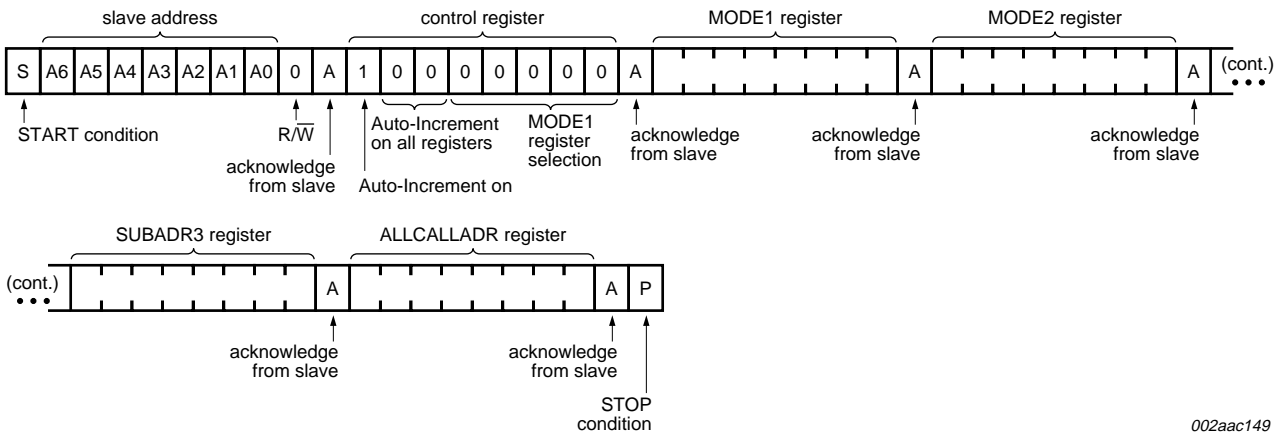 slave address control register MODE1 register MODE2 register
S A6 A5 A4 A3 A2 A1 A0 0 A 1 0 0 0 0 0 0 0 A A A (cont.)
START condition R/W̅ Auto-Increment on all registers MODE1 register selection acknowledge from slave acknowledge from slave acknowledge from slave
acknowledge from slave Auto-Increment on
SUBADR3 register ALLCALLADR register
(cont.) A A P
acknowledge from slave acknowledge from slave
STOP condition
002aac149